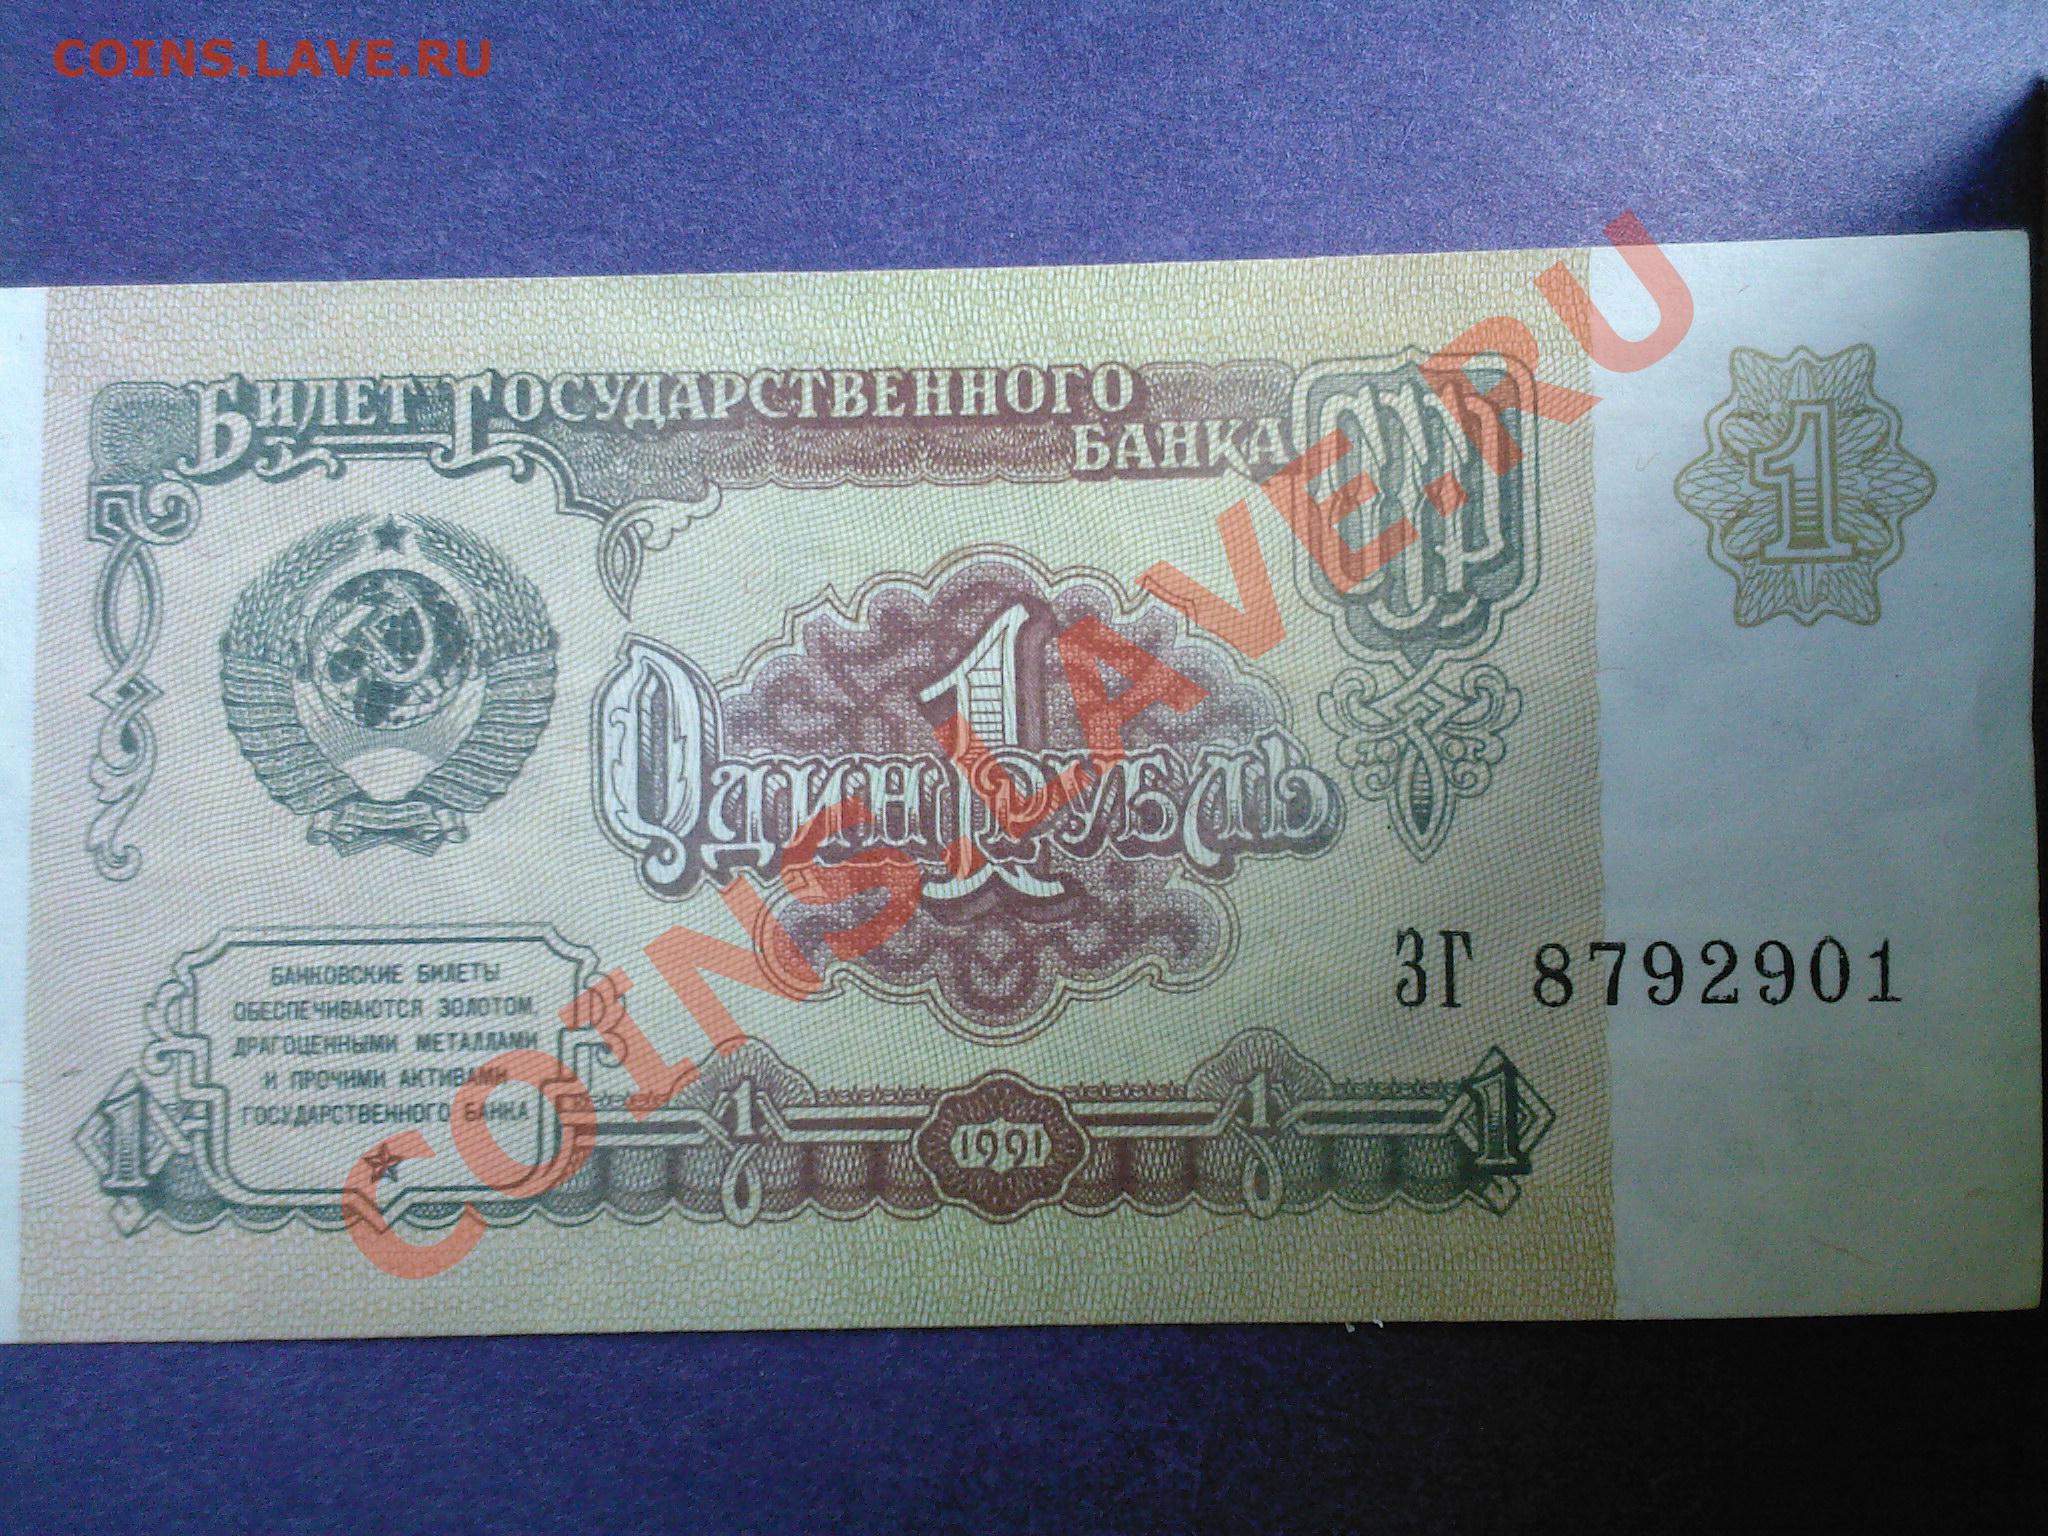 COINS.LAVE.RU
БИЛЕТ ГОСУДАРСТВЕННОГО
БАНКА
СССР
1
1
ОДИН РУБЛЬ
БАНКОВСКИЕ БИЛЕТЫ
ОБЕСПЕЧИВАЮТСЯ ЗОЛОТОМ,
ДРАГОЦЕННЫМИ МЕТАЛЛАМИ
И ПРОЧИМИ АКТИВАМИ
ГОСУДАРСТВЕННОГО БАНКА
ЗГ 8792901
1 1 1991 1 1
COINS.LAVE.RU